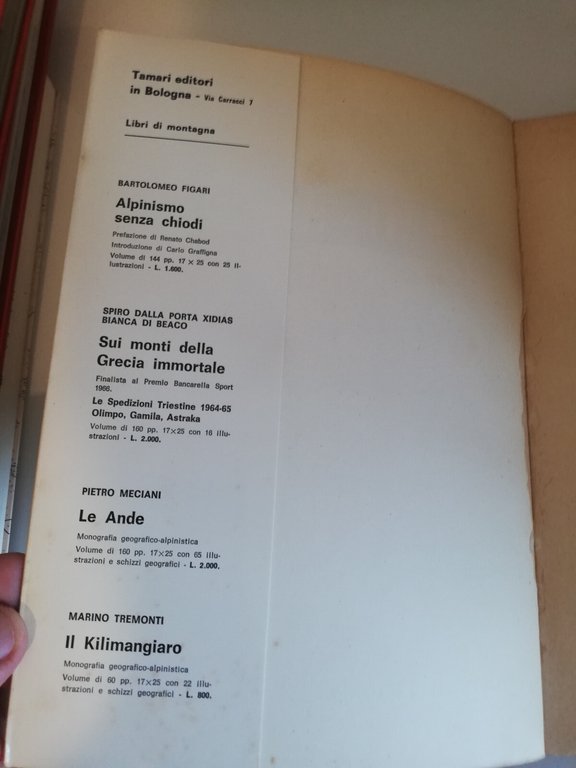 Tamari editori
in Bologna - Via Carracci 7
Libri di montagna
BARTOLOMEO FIGARI
Alpinismo
senza chiodi
Prefazione di Renato Chabod
Introduzione di Carlo Graffigna
Volume di 144 pp. 17 × 25 con 25 il-
lustrazioni - L. 1.600.
SPIRO DALLA PORTA XIDIAS
BIANCA DI BEACO
Sui monti della
Grecia immortale
Finalista al Premio Bancarella Sport
1966.
Le Spedizioni Triestine 1964-65
Olimpo, Gamila, Astraka
Volume di 160 pp. 17×25 con 16 illu-
strazioni - L. 2.000.
PIETRO MECIANI
Le Ande
Monografia geografico-alpinistica
Volume di 160 pp. 17×25 con 65 illu-
strazioni e schizzi geografici - L. 2.000.
MARINO TREMONTI
Il Kilimangiaro
Monografia geografico-alpinistica
Volume di 60 pp. 17×25 con 22 illu-
strazioni e schizzi geografici - L. 800.